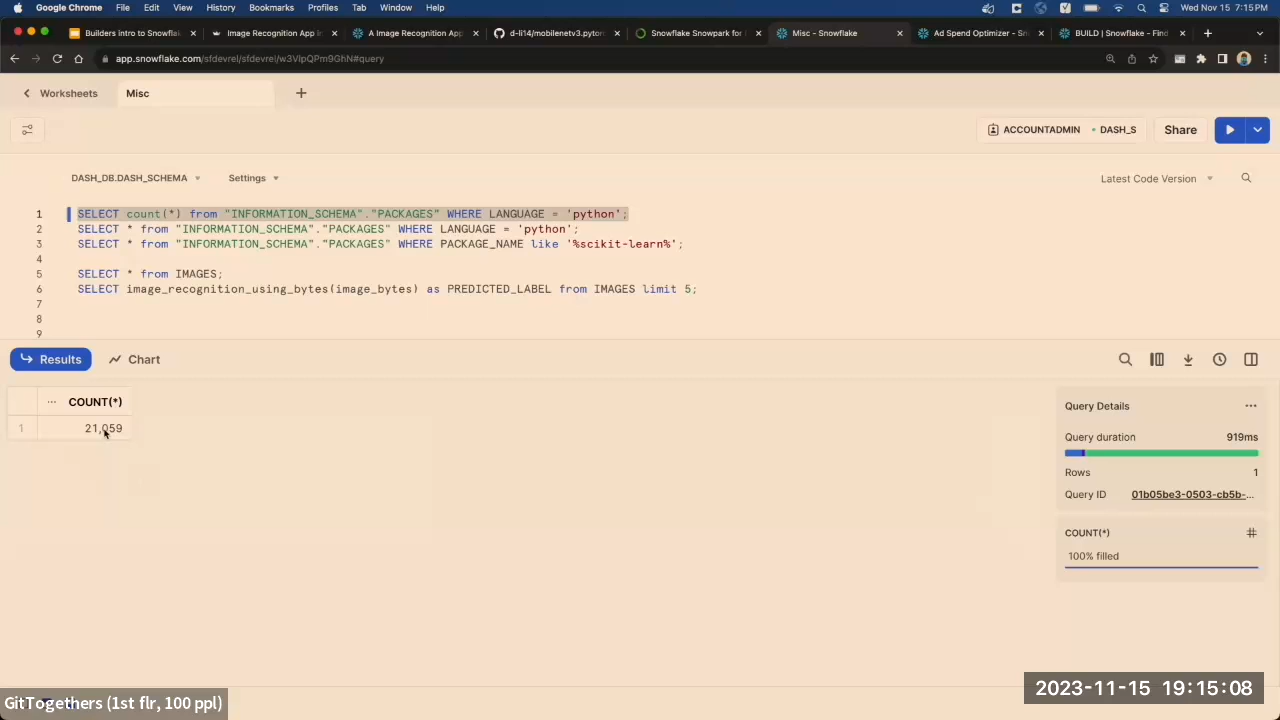 Google Chrome File Edit View History Bookmarks Profiles Tab Window Help
Wed Nov 15 7:15 PM
Builders intro to Snowflake
Image Recognition App in
A Image Recognition App
d-li14/mobilenetv3.pytorch
Snowflake Snowpark for
Misc - Snowflake
Ad Spend Optimizer - Sn
BUILD | Snowflake - Find
app.snowflake.com/sfdevrel/sfdevrel/w3VlpQPm9GhN#query
Worksheets
Misc
ACCOUNTADMIN • DASH_S
Share
DASH_DB.DASH_SCHEMA
Settings
Latest Code Version
1 SELECT count(*) from "INFORMATION_SCHEMA"."PACKAGES" WHERE LANGUAGE = 'python';
2 SELECT * from "INFORMATION_SCHEMA"."PACKAGES" WHERE LANGUAGE = 'python';
3 SELECT * from "INFORMATION_SCHEMA"."PACKAGES" WHERE PACKAGE_NAME like '%scikit-learn%';
4
5 SELECT * from IMAGES;
6 SELECT image_recognition_using_bytes(image_bytes) as PREDICTED_LABEL from IMAGES limit 5;
7
8
9
Results
Chart
COUNT(*)
1 21,059
Query Details
Query duration 919ms
Rows 1
Query ID 01b05be3-0503-cb5b-...
COUNT(*)
100% filled
GitTogethers (1st flr, 100 ppl)
2023-11-15 19:15:08